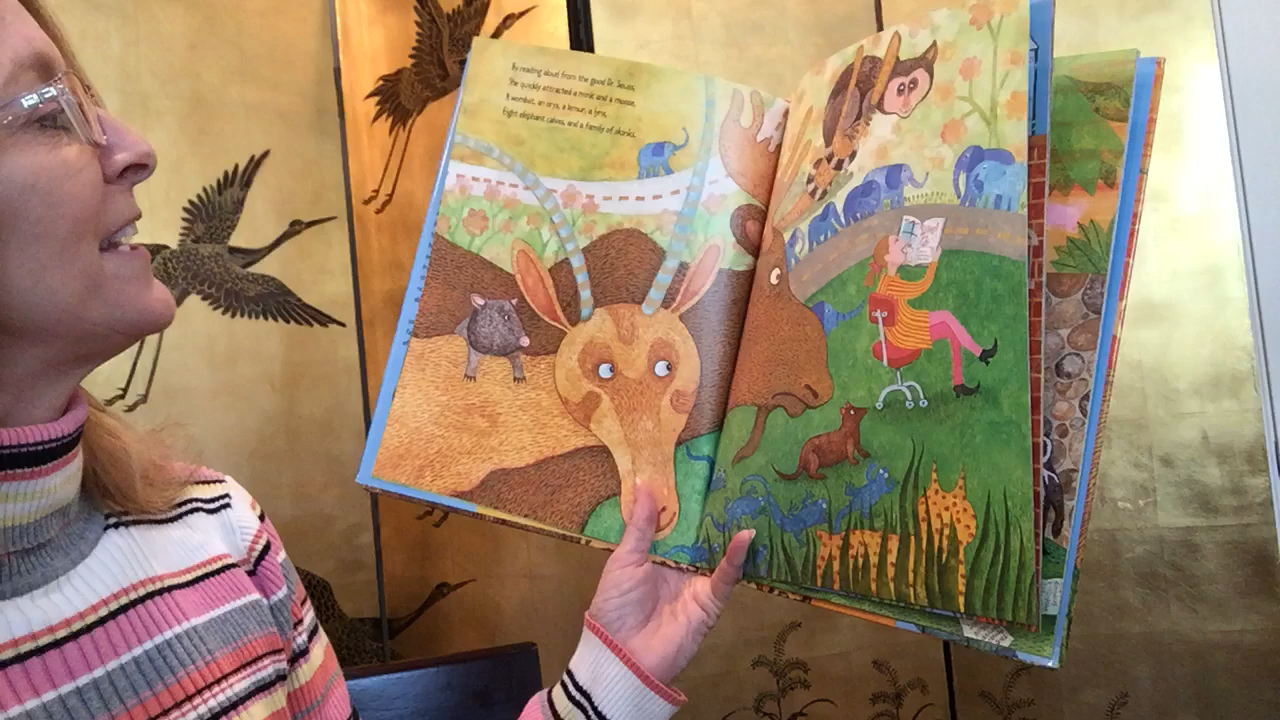 By reading aloud from the good Dr. Seuss,
She quickly attracted a mink and a moose,
A wombat, an oryx, a lemur, a lynx,
Eight elephant calves, and a family of skinks.